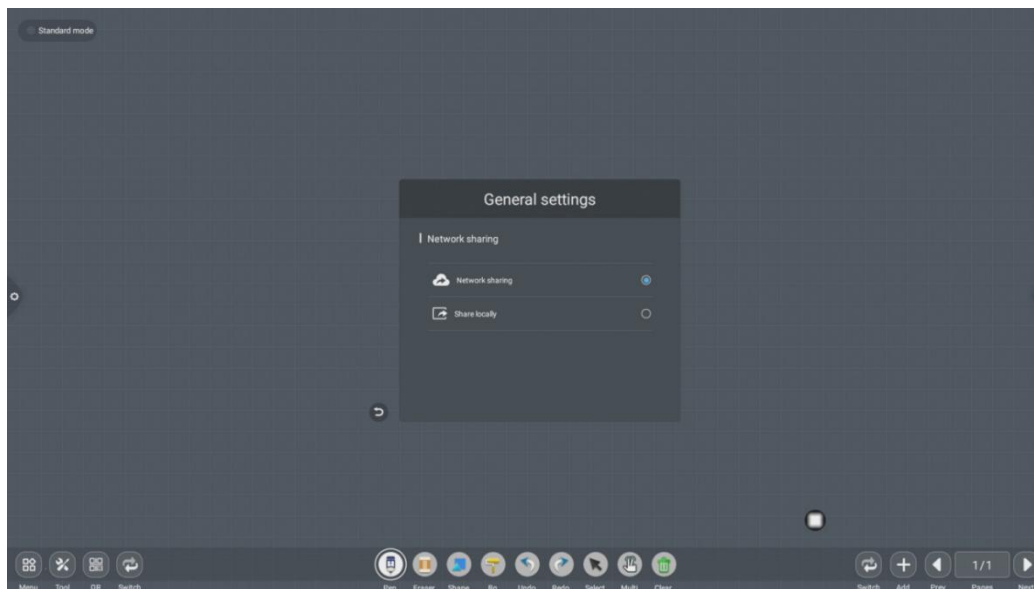 Standard mode
General settings
Network sharing
Network sharing
Share locally
1/1
Menu Tool QR Switch Pen Eraser Shape Bg Undo Redo Select Multi Clear Switch Add Prev Pages Next